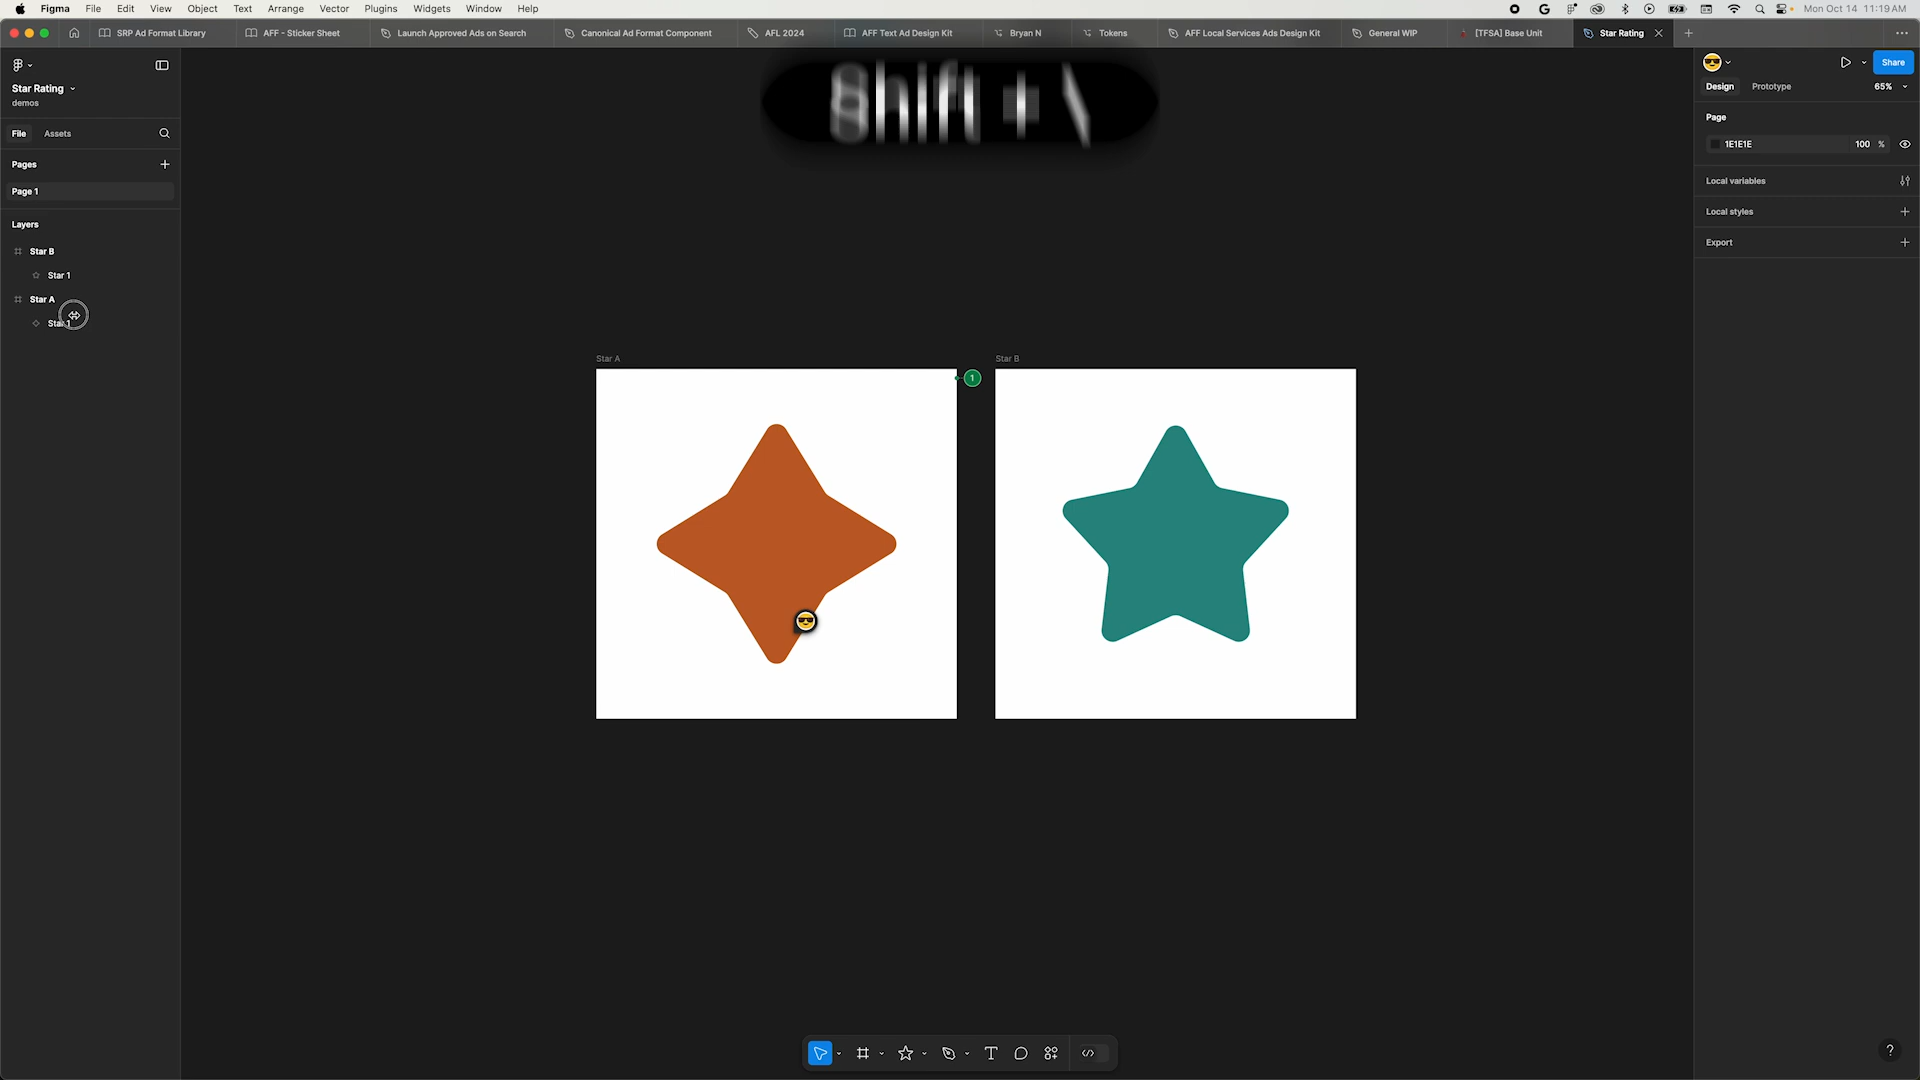 Figma File Edit View Object Text Arrange Vector Plugins Widgets Window Help Mon Oct 14 11:19 AM
SRP Ad Format Library AFF - Sticker Sheet Launch Approved Ads on Search Canonical Ad Format Component AFL 2024 AFF Text Ad Design Kit Bryan N Tokens AFF Local Services Ads Design Kit General WIP [TFSA] Base Unit Star Rating
Shift + \
Share
Star Rating
demos
Design Prototype 65%
File Assets
Page
Pages
1E1E1E 100 %
Page 1
Local variables
Layers
Local styles
Star B
Export
Star 1
Star A
Star 1
Star A
Star B
1
?